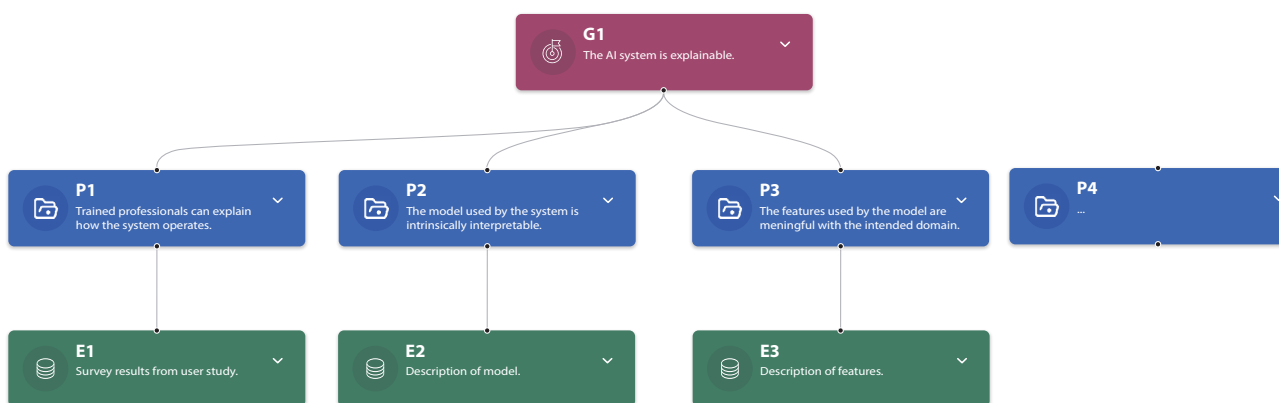 G1
The AI system is explainable.
P1
Trained professionals can explain
how the system operates.
P2
The model used by the system is
intrinsically interpretable.
P3
The features used by the model are
meaningful with the intended domain.
P4
...
E1
Survey results from user study.
E2
Description of model.
E3
Description of features.